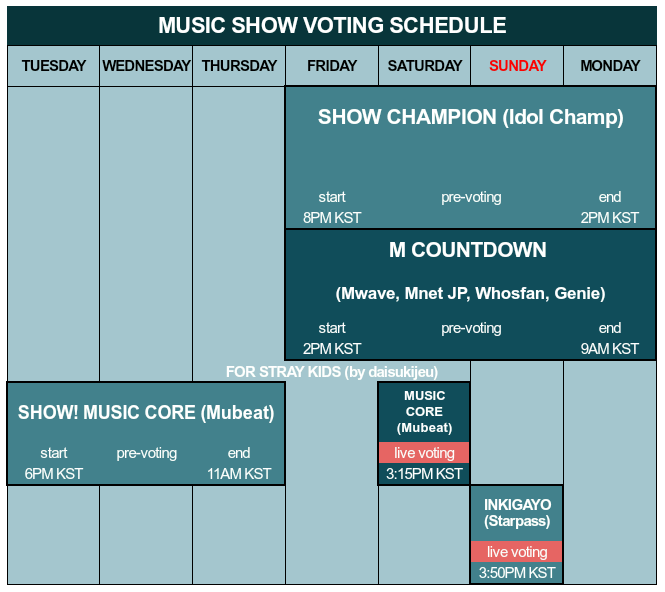 MUSIC SHOW VOTING SCHEDULE
TUESDAY WEDNESDAY THURSDAY FRIDAY SATURDAY SUNDAY MONDAY
SHOW CHAMPION (Idol Champ)
start pre-voting end
8PM KST 2PM KST
M COUNTDOWN
(Mwave, Mnet JP, Whosfan, Genie)
start pre-voting end
2PM KST 9AM KST
FOR STRAY KIDS (by daisukijeu)
SHOW! MUSIC CORE (Mubeat)
start pre-voting end
6PM KST 11AM KST
MUSIC
CORE
(Mubeat)
live voting
3:15PM KST
INKIGAYO
(Starpass)
live voting
3:50PM KST